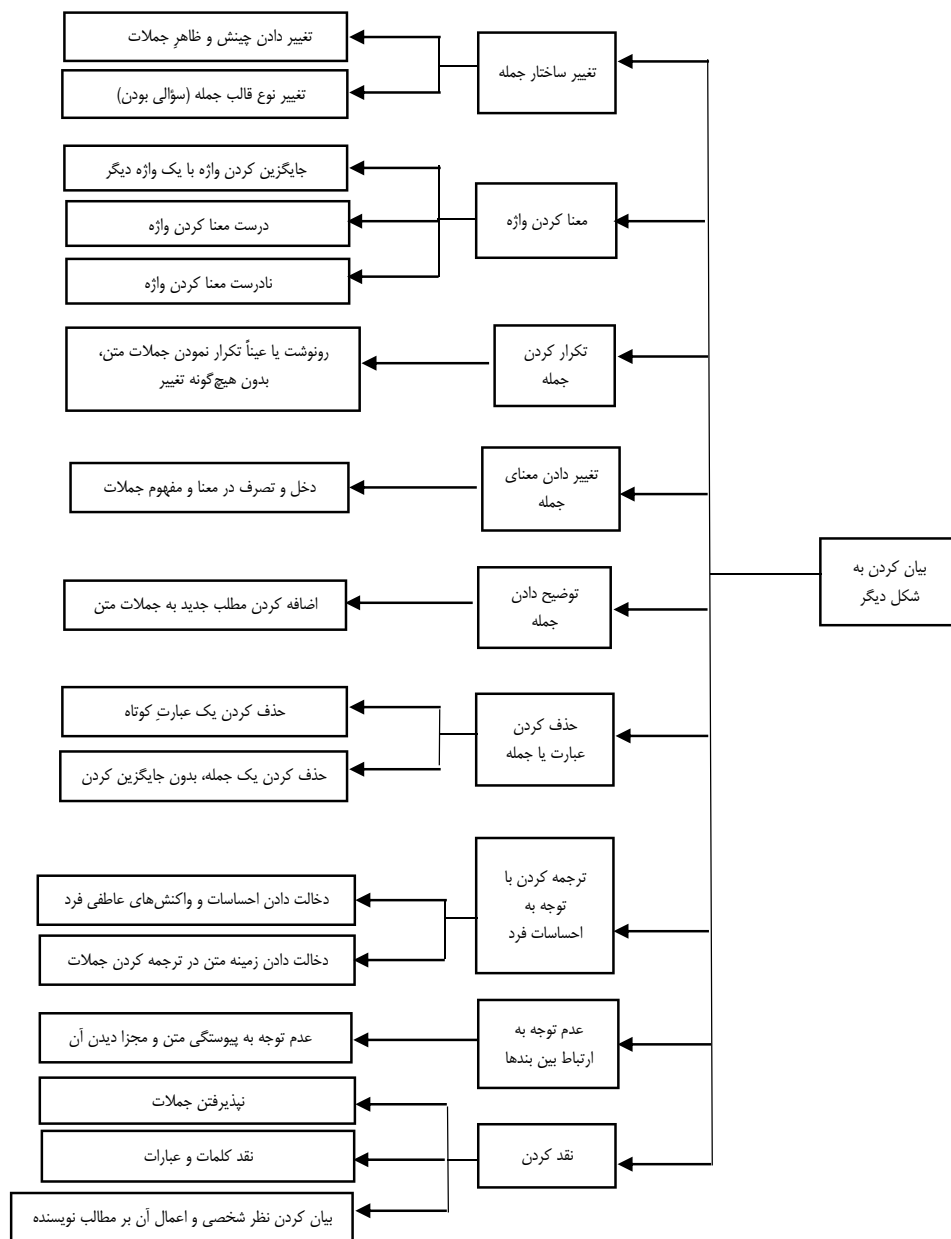 بیان کردن به
شکل دیگر
تغییر ساختار جمله
تغییر دادن چینش و ظاهرِ جملات
تغییر نوع قالب جمله (سؤالی بودن)
معنا کردن واژه
جایگزین کردن واژه با یک واژه دیگر
درست معنا کردن واژه
نادرست معنا کردن واژه
تکرار کردن
جمله
رونوشت یا عیناً تکرار نمودن جملات متن،
بدون هیچ‌گونه تغییر
تغییر دادن معنای
جمله
دخل و تصرف در معنا و مفهوم جملات
توضیح دادن
جمله
اضافه کردن مطلب جدید به جملات متن
حذف کردن
عبارت یا جمله
حذف کردن یک عبارتِ کوتاه
حذف کردن یک جمله، بدون جایگزین کردن
ترجمه کردن با
توجه به
احساسات فرد
دخالت دادن احساسات و واکنش‌های عاطفی فرد
دخالت دادن زمینه متن در ترجمه کردن جملات
عدم توجه به
ارتباط بین بندها
عدم توجه به پیوستگی متن و مجزا دیدن آن
نقد کردن
نپذیرفتن جملات
نقد کلمات و عبارات
بیان کردن نظر شخصی و اعمال آن بر مطالب نویسنده